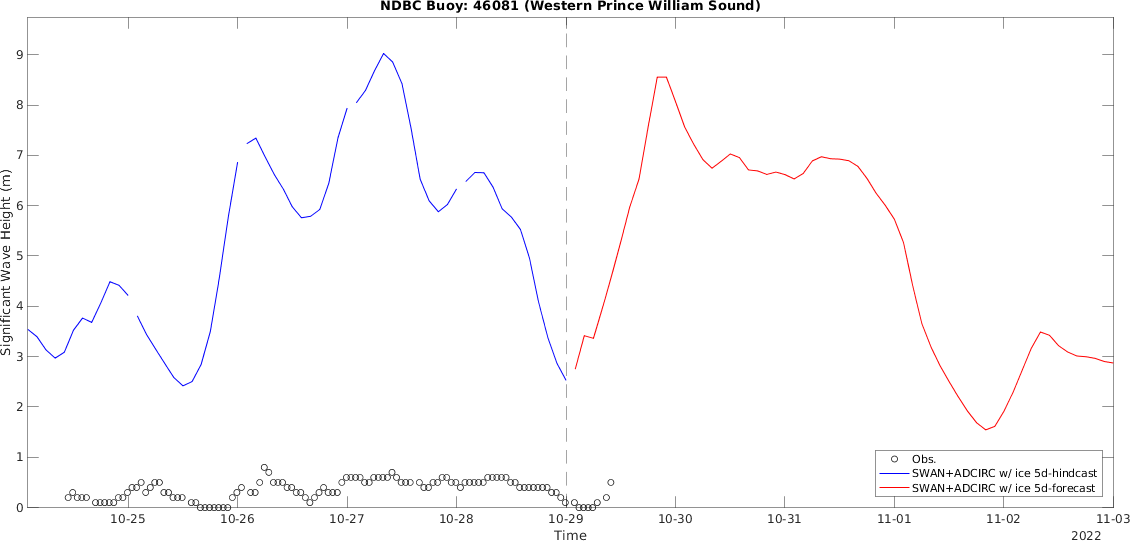 NDBC Buoy: 46081 (Western Prince William Sound)
Significant Wave Height (m)
9
8
7
6
5
4
3
2
1
0
Obs.
SWAN+ADCIRC w/ ice 5d-hindcast
SWAN+ADCIRC w/ ice 5d-forecast
10-25 10-26 10-27 10-28 10-29 10-30 10-31 11-01 11-02 11-03
Time
2022